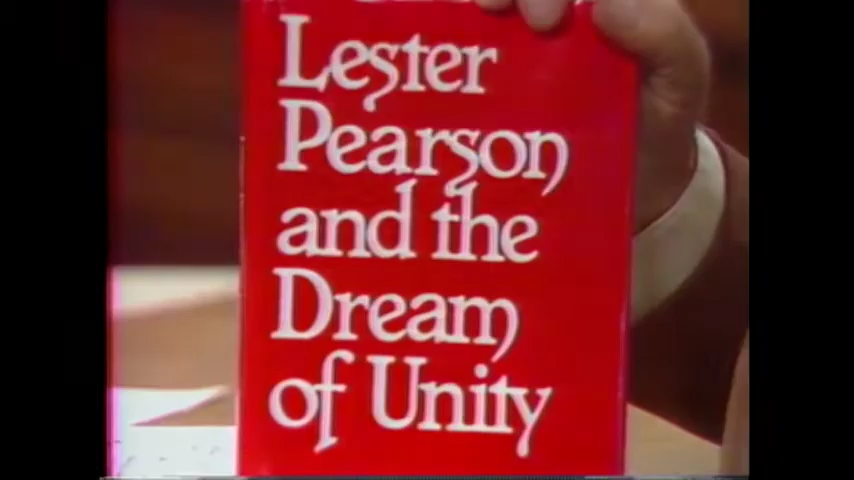 Lester
Pearson
and the
Dream
of Unity